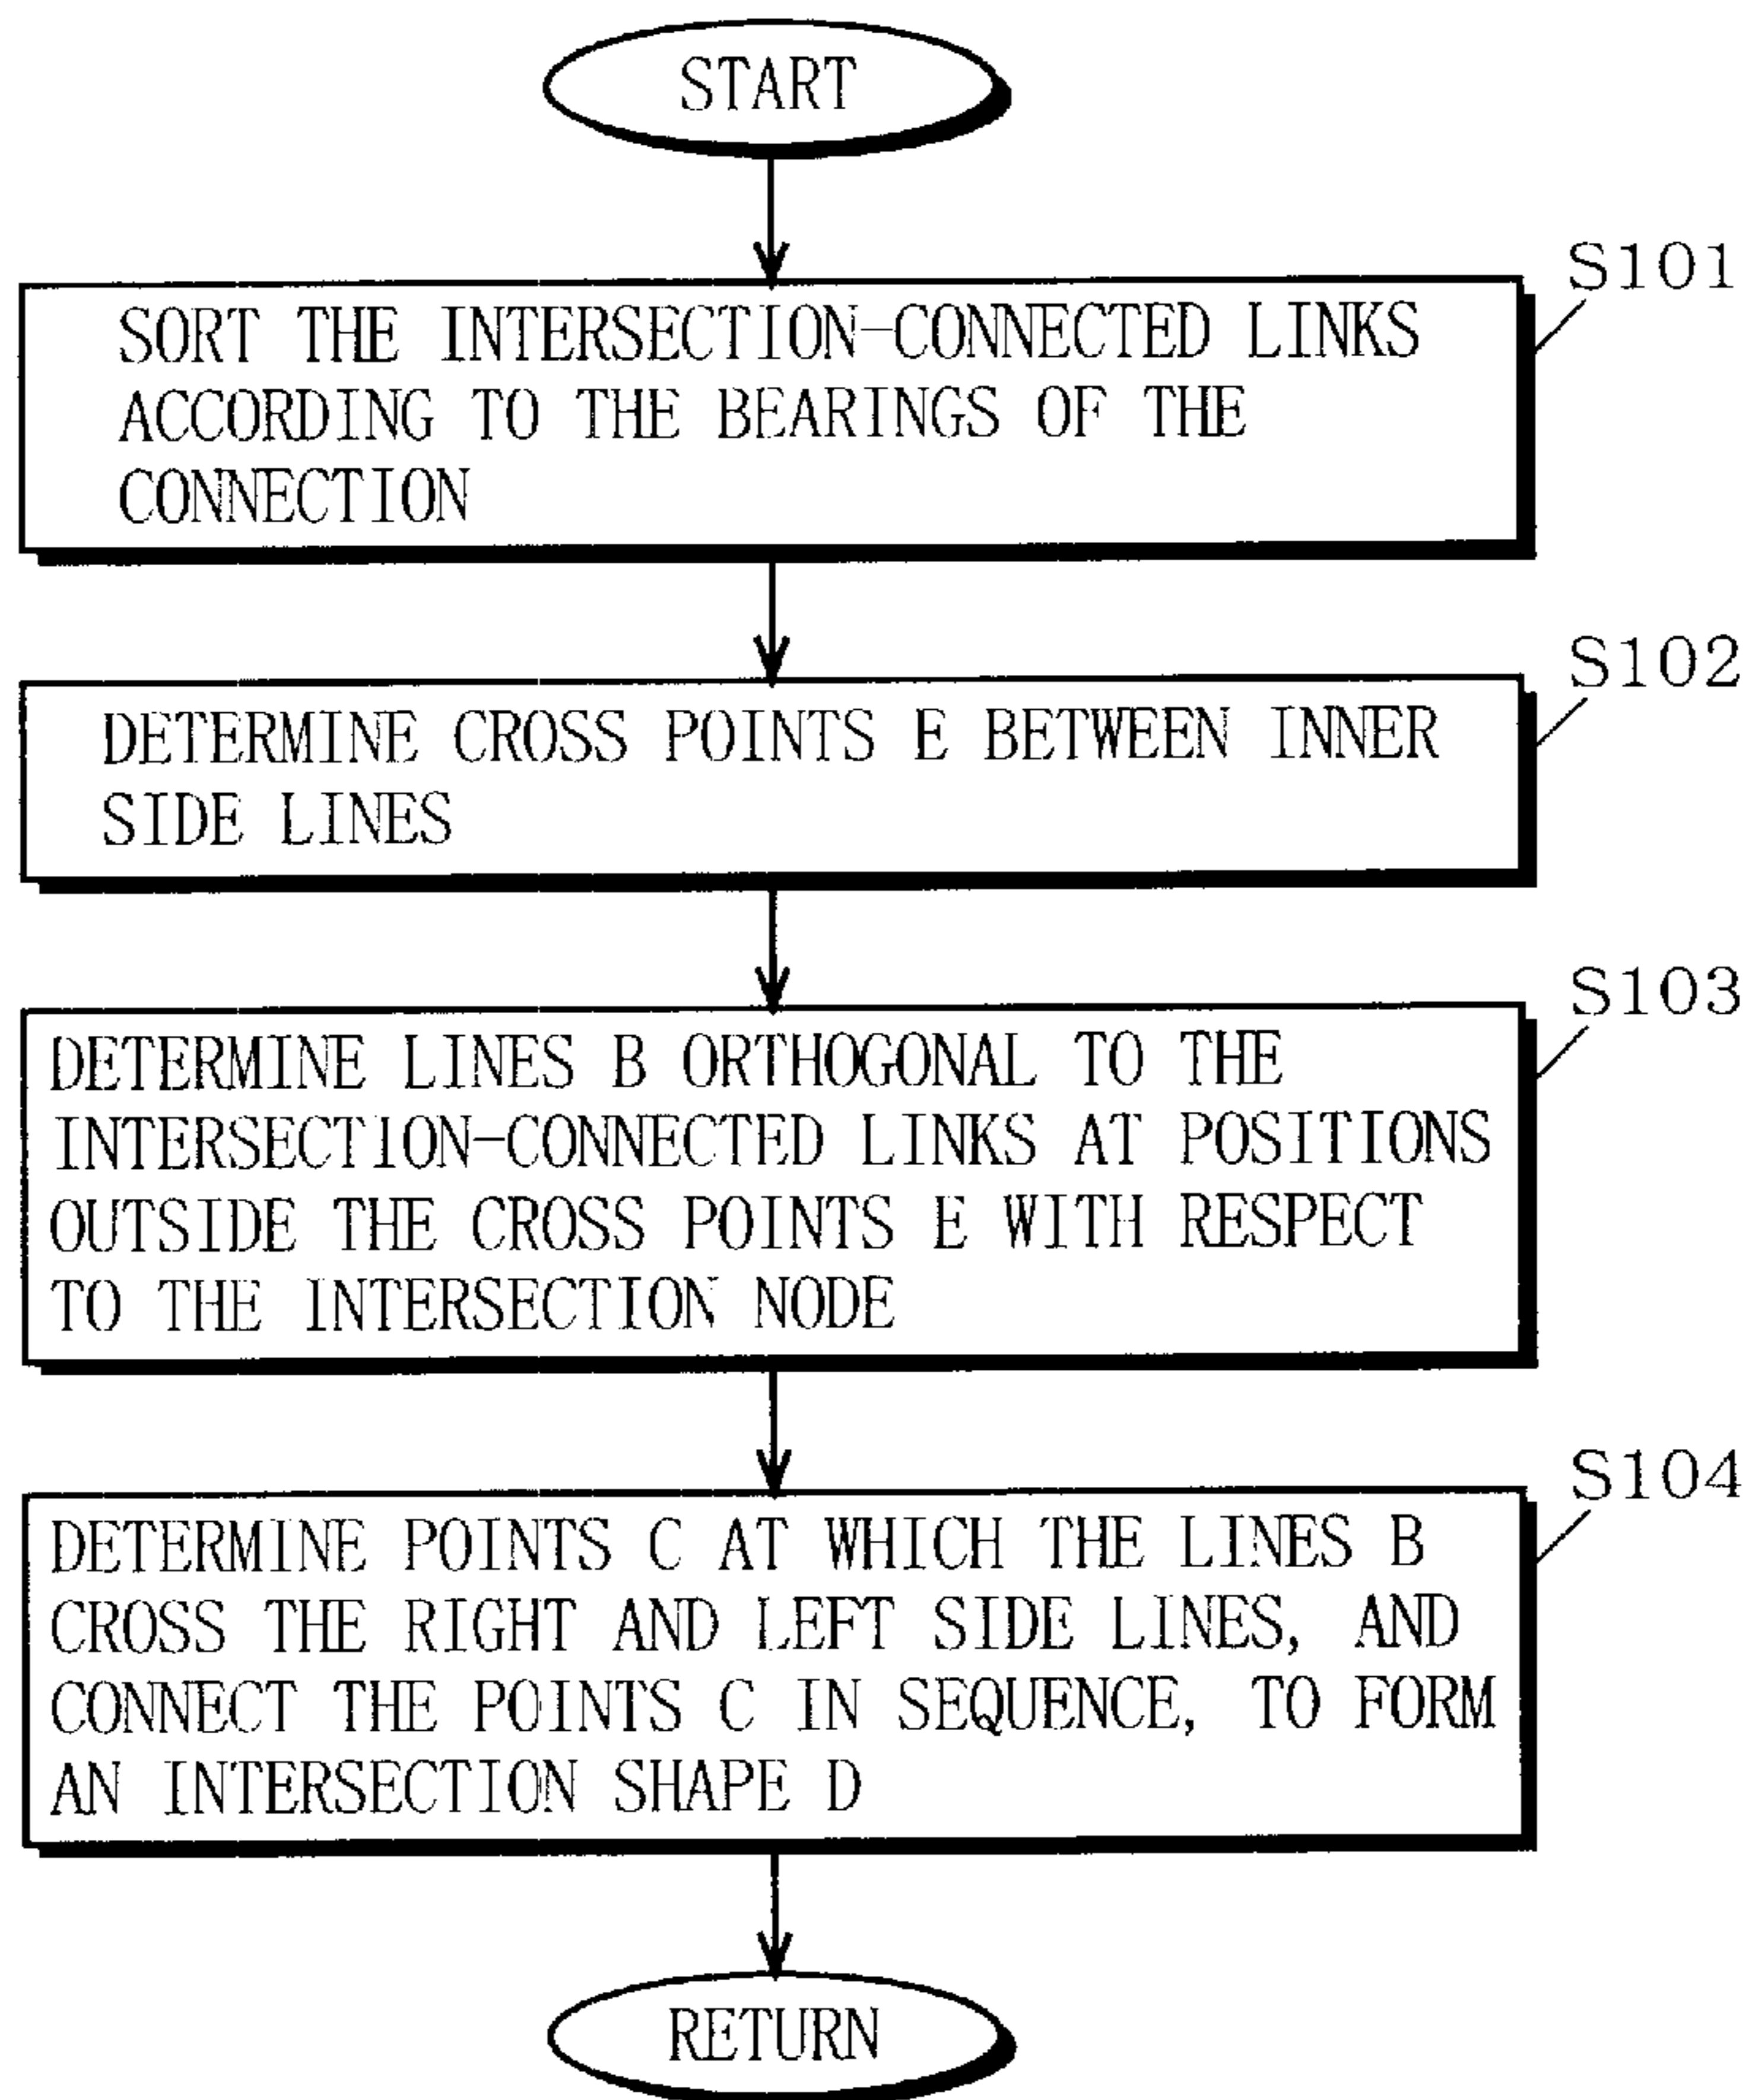 START
S101
SORT THE INTERSECTION-CONNECTED LINKS
ACCORDING TO THE BEARINGS OF THE
CONNECTION
S102
DETERMINE CROSS POINTS E BETWEEN INNER
SIDE LINES
S103
DETERMINE LINES B ORTHOGONAL TO THE
INTERSECTION-CONNECTED LINKS AT POSITIONS
OUTSIDE THE CROSS POINTS E WITH RESPECT
TO THE INTERSECTION NODE
S104
DETERMINE POINTS C AT WHICH THE LINES B
CROSS THE RIGHT AND LEFT SIDE LINES, AND
CONNECT THE POINTS C IN SEQUENCE, TO FORM
AN INTERSECTION SHAPE D
RETURN